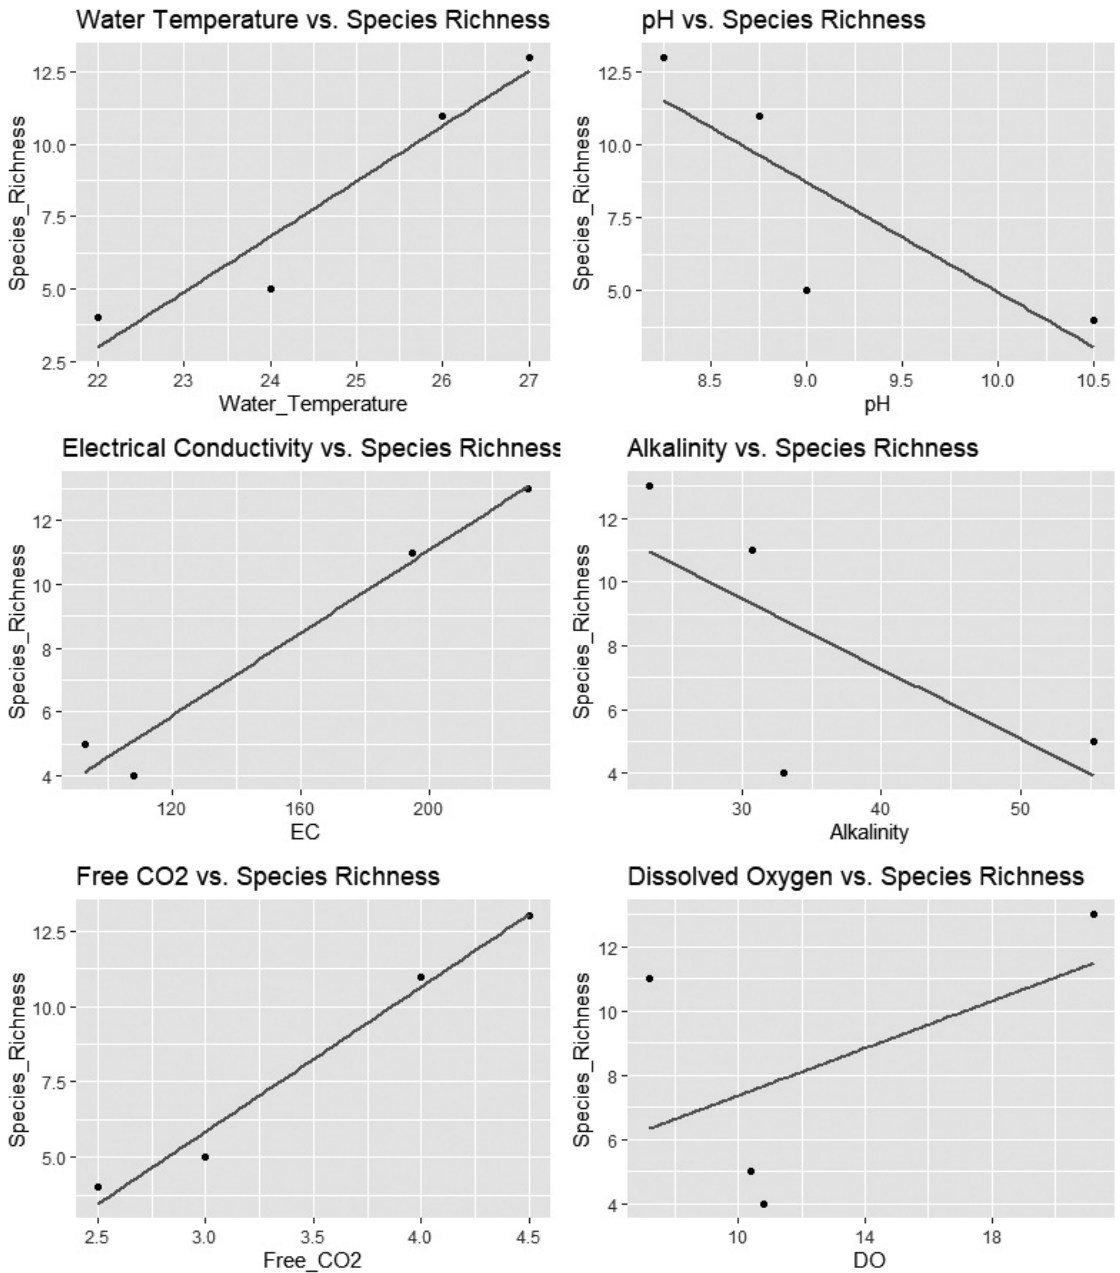 Water Temperature vs. Species Richness
Species_Richness
12.5
10.0
7.5
5.0
2.5
22 23 24 25 26 27
Water_Temperature
pH vs. Species Richness
Species_Richness
12.5
10.0
7.5
5.0
8.5 9.0 9.5 10.0 10.5
pH
Electrical Conductivity vs. Species Richness
Species_Richness
12
10
8
6
4
120 160 200
EC
Alkalinity vs. Species Richness
Species_Richness
12
10
8
6
4
30 40 50
Alkalinity
Free CO2 vs. Species Richness
Species_Richness
12.5
10.0
7.5
5.0
2.5 3.0 3.5 4.0 4.5
Free_CO2
Dissolved Oxygen vs. Species Richness
Species_Richness
12
10
8
6
4
10 14 18
DO